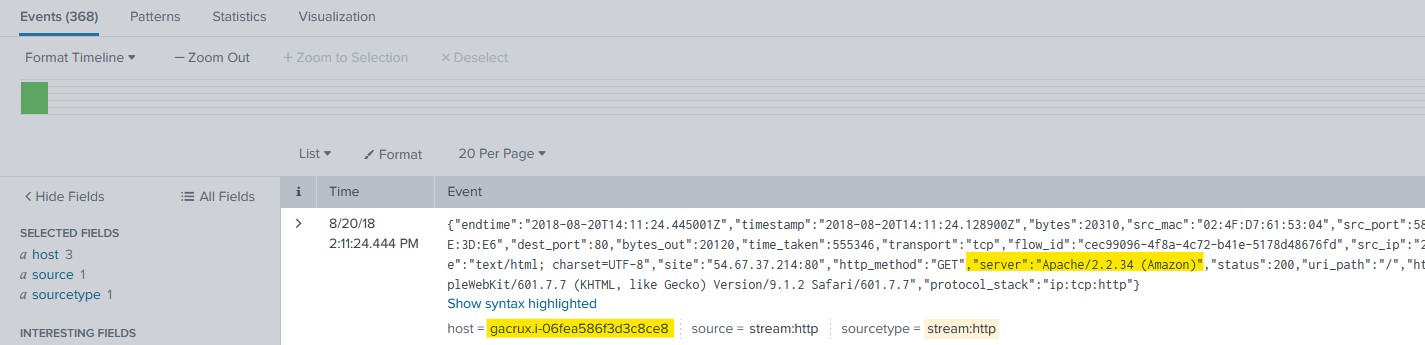 Events (368) Patterns Statistics Visualization
Format Timeline — Zoom Out + Zoom to Selection × Deselect
List Format 20 Per Page
Hide Fields All Fields i Time Event
SELECTED FIELDS
a host 3
a source 1
a sourcetype 1
INTERESTING FIELDS
8/20/18
2:11:24.444 PM
{"endtime":"2018-08-20T14:11:24.445001Z","timestamp":"2018-08-20T14:11:24.128900Z","bytes":20310,"src_mac":"02:4F:D7:61:53:04","src_port":58
E:3D:E6","dest_port":80,"bytes_out":20120,"time_taken":555346,"transport":"tcp","flow_id":"cec99096-4f8a-4c72-b41e-5178d48676fd","src_ip":"2
e":"text/html; charset=UTF-8","site":"54.67.37.214:80","http_method":"GET","server":"Apache/2.2.34 (Amazon)","status":200,"uri_path":"/","ht
pleWebKit/601.7.7 (KHTML, like Gecko) Version/9.1.2 Safari/601.7.7","protocol_stack":"ip:tcp:http"}
Show syntax highlighted
host = gacrux.i-06fea586f3d3c8ce8 source = stream:http sourcetype = stream:http